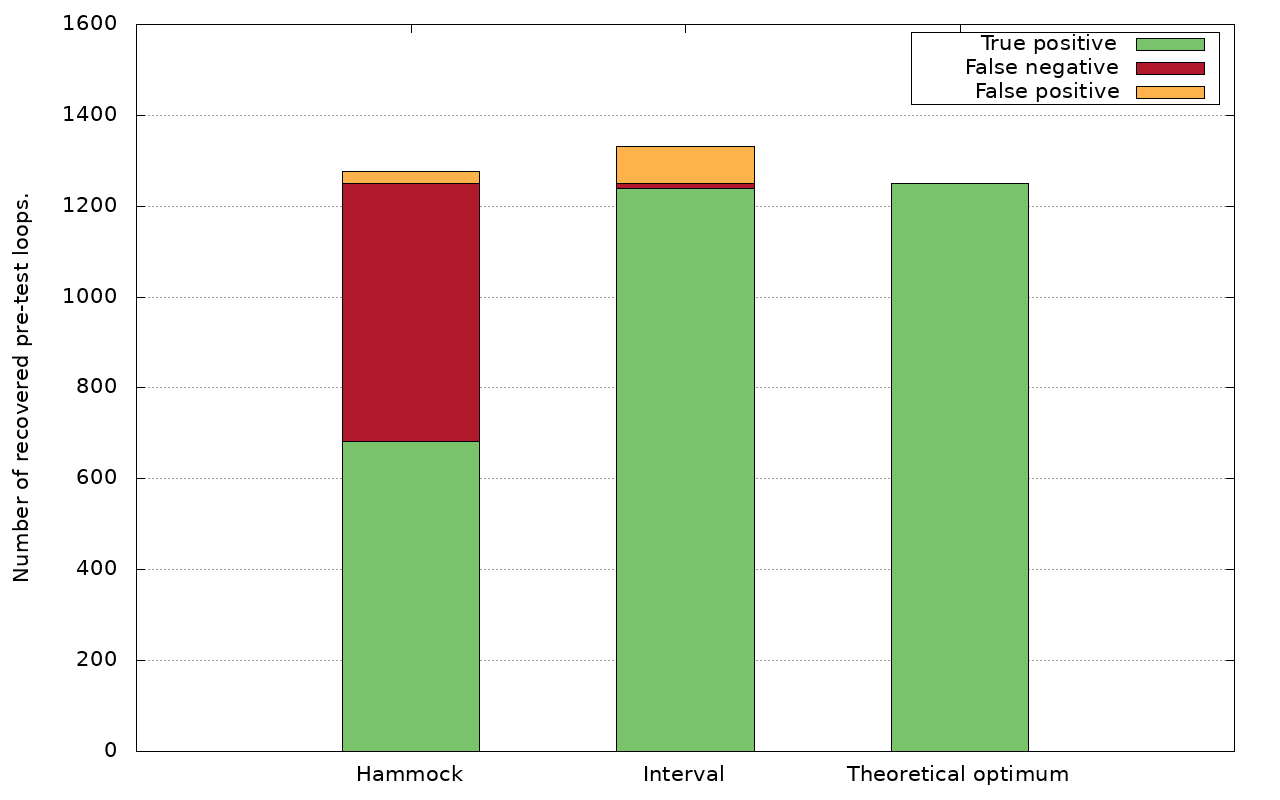 Number of recovered pre-test loops.
1600
1400
1200
1000
800
600
400
200
0
True positive
False negative
False positive
Hammock
Interval
Theoretical optimum